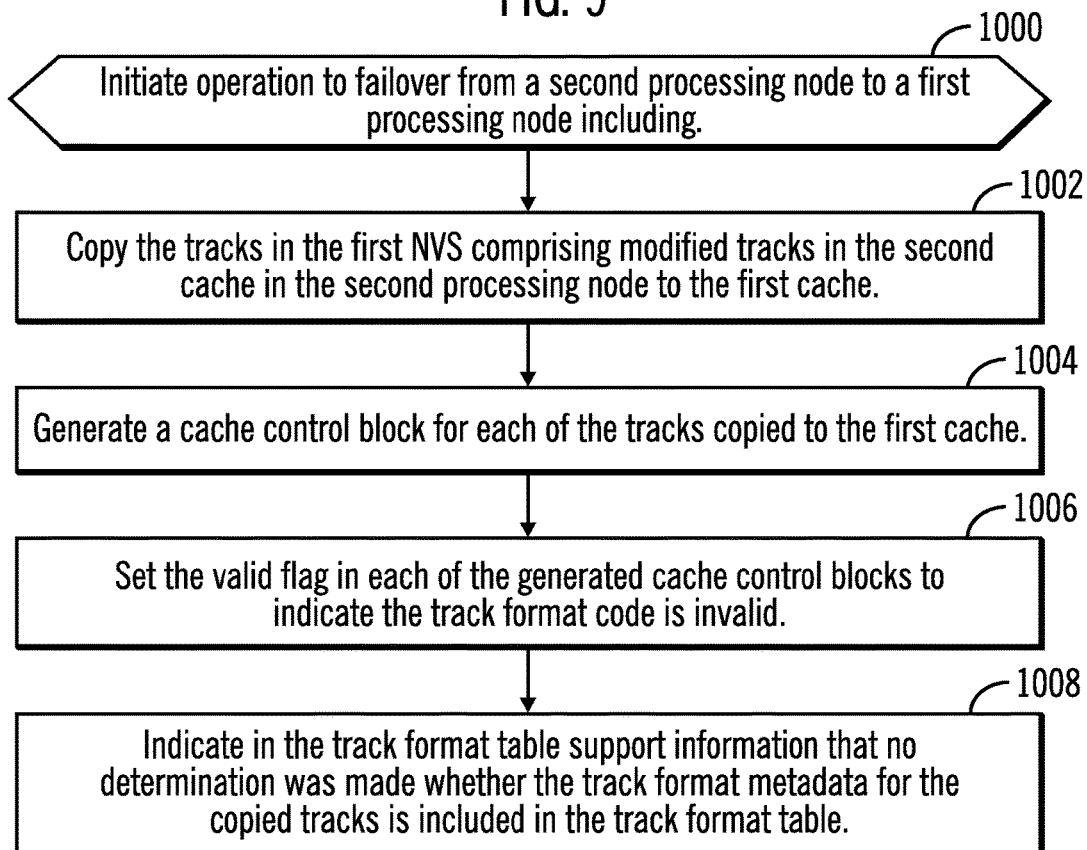 FIG. 9
1000
Initiate operation to failover from a second processing node to a first
processing node including.
1002
Copy the tracks in the first NVS comprising modified tracks in the second
cache in the second processing node to the first cache.
1004
Generate a cache control block for each of the tracks copied to the first cache.
1006
Set the valid flag in each of the generated cache control blocks to
indicate the track format code is invalid.
1008
Indicate in the track format table support information that no
determination was made whether the track format metadata for the
copied tracks is included in the track format table.